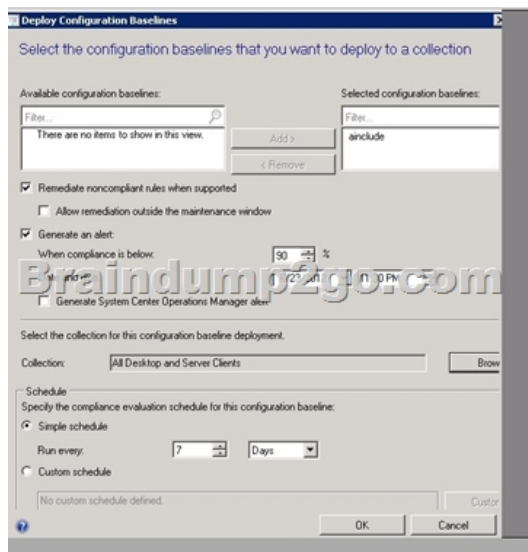 Deploy Configuration Baselines
Select the configuration baselines that you want to deploy to a collection
Available configuration baselines:
Selected configuration baselines:
Filter...
Filter...
There are no items to show in this view.
Add >
ainclude
< Remove
Remediate noncompliant rules when supported
Allow remediation outside the maintenance window
Generate an alert:
When compliance is below:
90
%
Braindump2go.com
Generate System Center Operations Manager alert
Select the collection for this configuration baseline deployment.
Collection:
All Desktop and Server Clients
Brow
Schedule
Specify the compliance evaluation schedule for this configuration baseline:
Simple schedule
Run every:
7
Days
Custom schedule
No custom schedule defined.
Custor
OK
Cancel